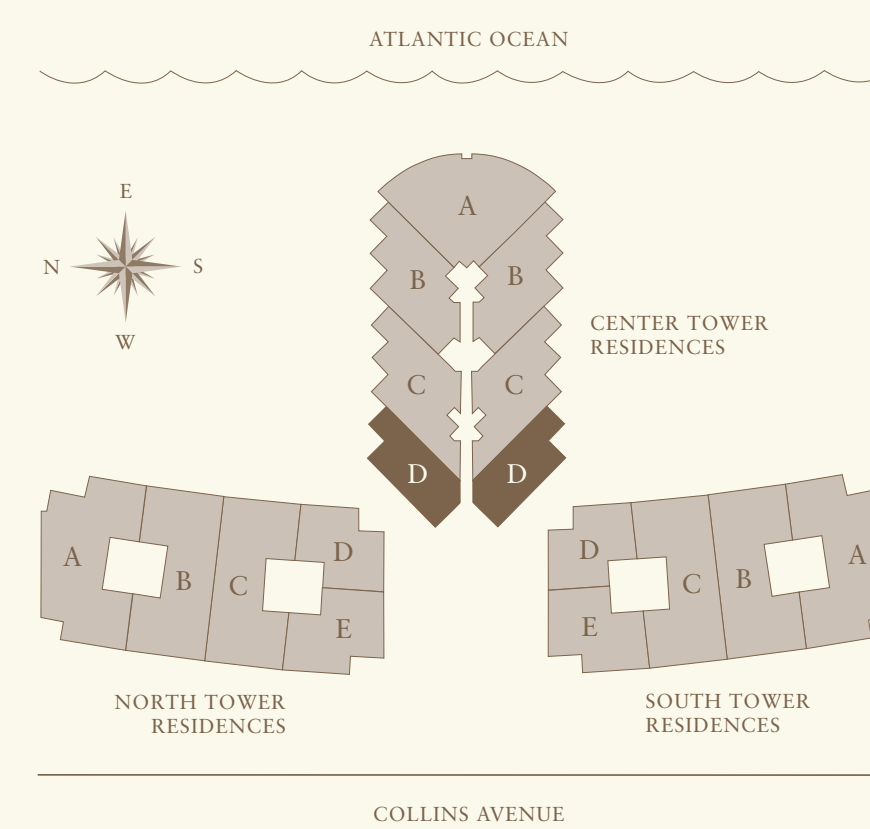 ATLANTIC OCEAN
E
N
S
W
A
B
B
CENTER TOWER
RESIDENCES
C
C
D
D
A
B
C
D
E
D
E
C
B
A
NORTH TOWER
RESIDENCES
SOUTH TOWER
RESIDENCES
COLLINS AVENUE